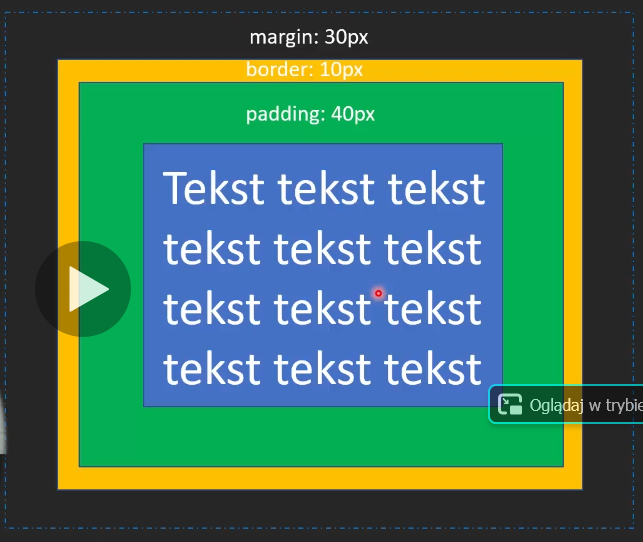 margin: 30px
border: 10px
padding: 40px
Tekst tekst tekst
tekst tekst tekst
tekst tekst tekst
tekst tekst tekst
Oglądaj w trybie